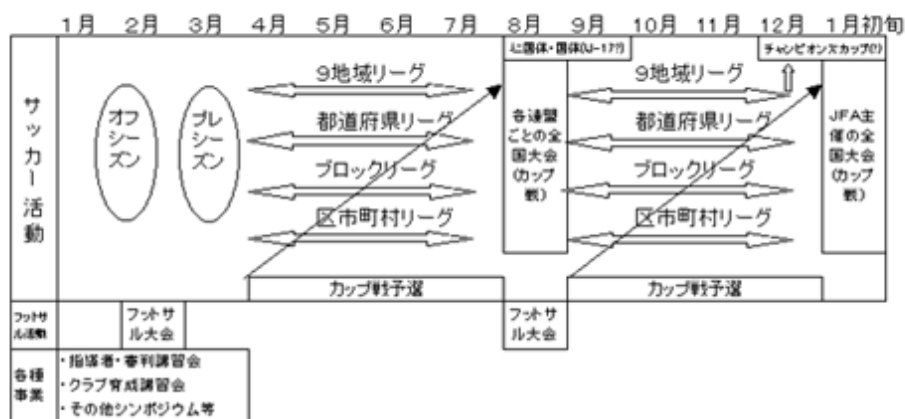 1月 2月 3月 4月 5月 6月 7月 8月 9月 10月 11月 12月 1月初旬
ミニ国体・国体(U-17?)
チャンピオンズカップ(?)
サッカー活動
オフシーズン
プレシーズン
9地域リーグ
都道府県リーグ
ブロックリーグ
区市町村リーグ
カップ戦予選
各連盟
ごとの全
国大会
(カップ
戦)
9地域リーグ
都道府県リーグ
ブロックリーグ
区市町村リーグ
カップ戦予選
JFA主
催の全
国大会
(カップ
戦)
フットサ
ル活動
フットサ
ル大会
フットサ
ル大会
各種
事業
・指導者・審判講習会
・クラブ育成講習会
・その他シンポジウム等